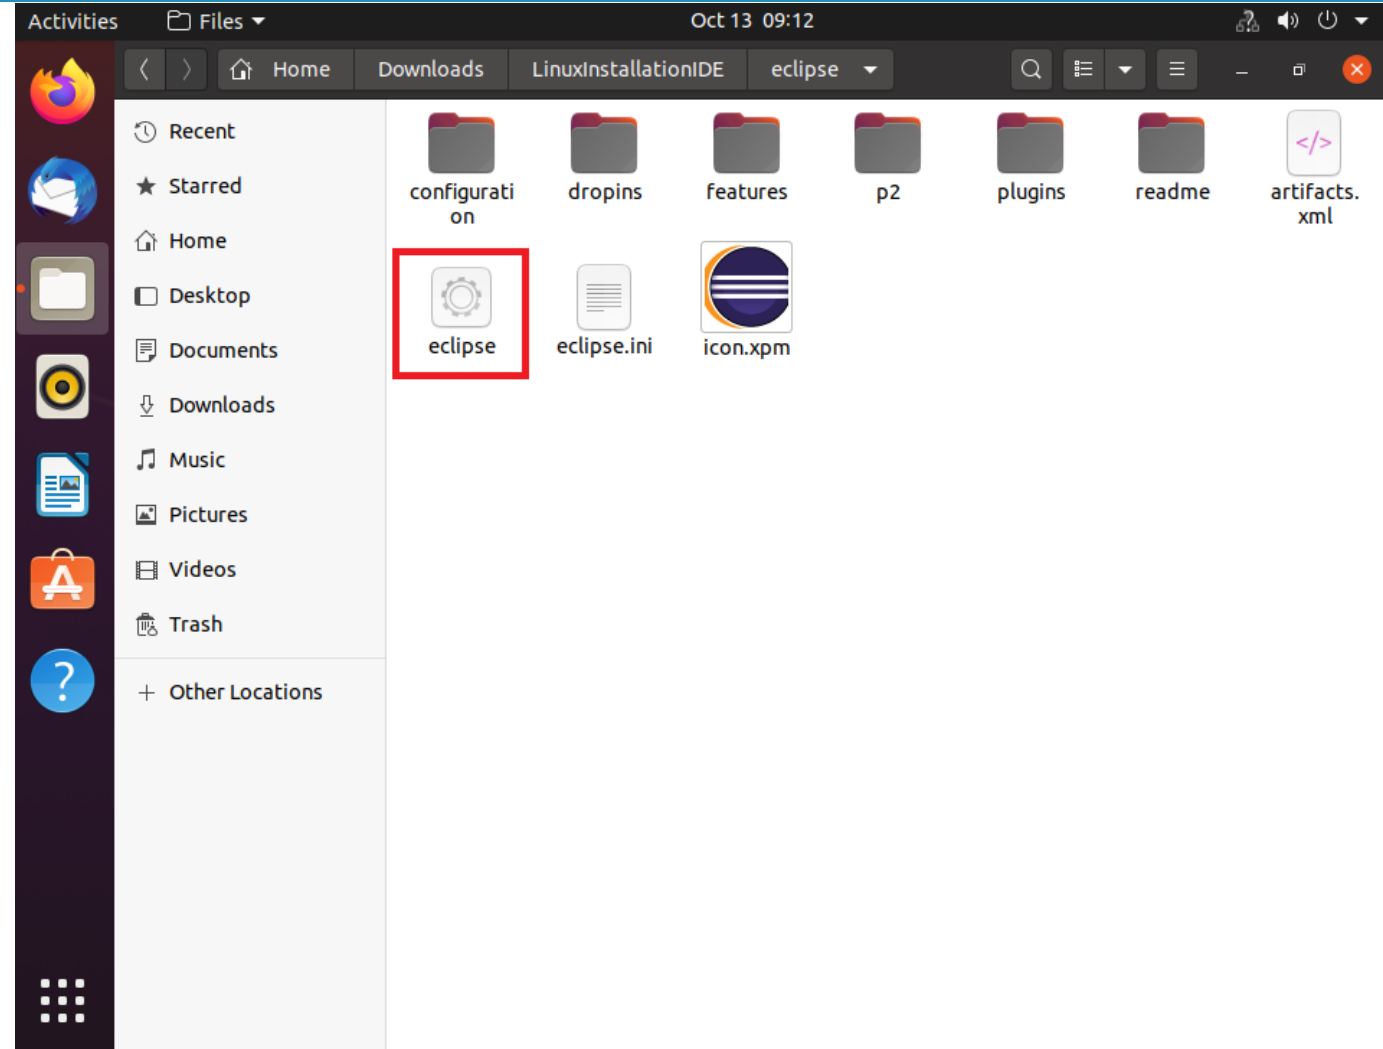 Activities
Files
Oct 13 09:12
Home
Downloads
LinuxInstallationIDE
eclipse
Recent
Starred
Home
Desktop
Documents
Downloads
Music
Pictures
Videos
Trash
Other Locations
configurati
on
dropins
features
p2
plugins
readme
</>
artifacts.
xml
eclipse
eclipse.ini
icon.xpm